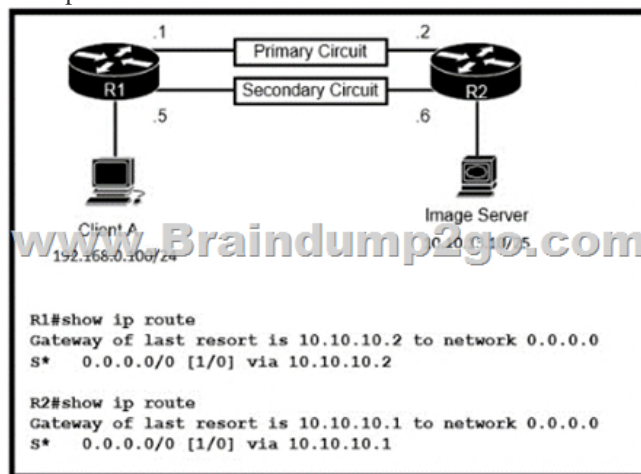 .1
.2
Primary Circuit
R1
Secondary Circuit
R2
.5
.6
Client A
Image Server
www.Braindump2go.com
R1#show ip route
Gateway of last resort is 10.10.10.2 to network 0.0.0.0
S* 0.0.0.0/0 [1/0] via 10.10.10.2
R2#show ip route
Gateway of last resort is 10.10.10.1 to network 0.0.0.0
S* 0.0.0.0/0 [1/0] via 10.10.10.1